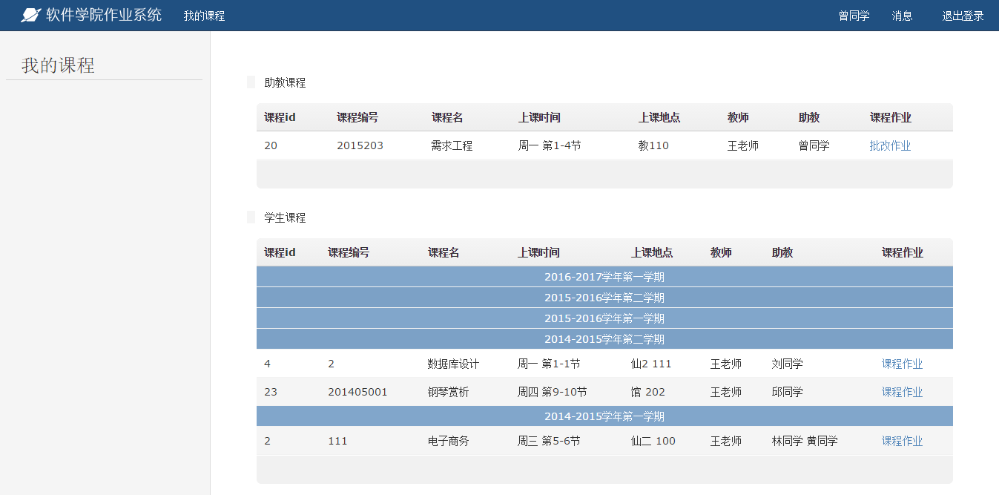 软件学院作业系统 我的课程 曾同学 消息 退出登录
我的课程
助教课程
课程id 课程编号 课程名 上课时间 上课地点 教师 助教 课程作业
20 2015203 需求工程 周一 第1-4节 教110 王老师 曾同学 批改作业
学生课程
课程id 课程编号 课程名 上课时间 上课地点 教师 助教 课程作业
2016-2017学年第一学期
2015-2016学年第二学期
2015-2016学年第一学期
2014-2015学年第二学期
4 2 数据库设计 周一 第1-1节 仙2 111 王老师 刘同学 课程作业
23 201405001 钢琴赏析 周四 第9-10节 馆 202 王老师 邱同学 课程作业
2014-2015学年第一学期
2 111 电子商务 周三 第5-6节 仙二 100 王老师 林同学 黄同学 课程作业